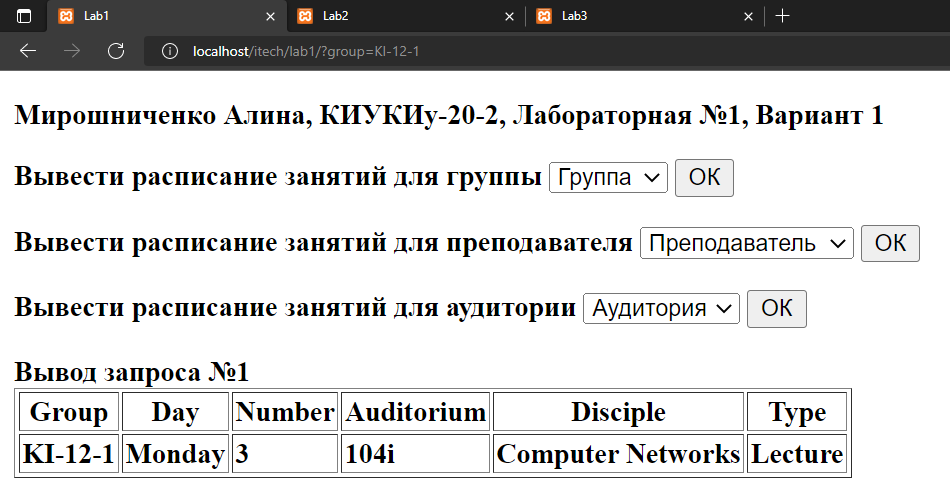 Lab1
Lab2
Lab3
localhost/itech/lab1/?group=KI-12-1
Мирошниченко Алина, КИУКИу-20-2, Лабораторная №1, Вариант 1
Вывести расписание занятий для группы Группа ОК
Вывести расписание занятий для преподавателя Преподаватель ОК
Вывести расписание занятий для аудитории Аудитория ОК
Вывод запроса №1
Group Day Number Auditorium Disciple Type
KI-12-1 Monday 3 104i Computer Networks Lecture